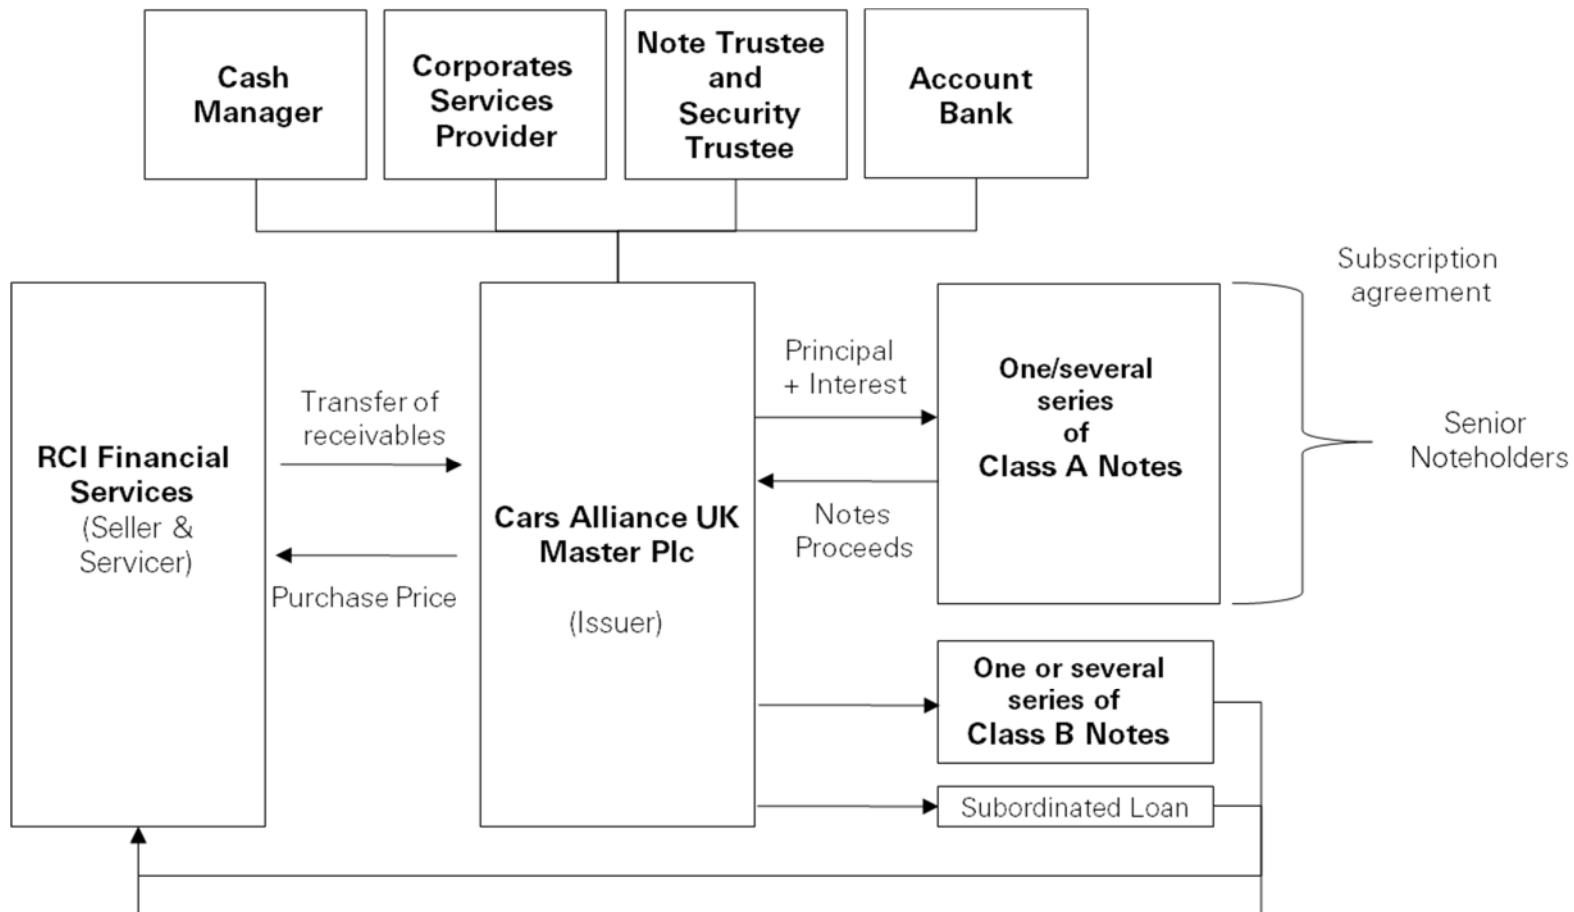 Cash
Manager
Corporates
Services
Provider
Note Trustee
and
Security
Trustee
Account
Bank
Subscription
agreement
RCI Financial
Services
(Seller &
Servicer)
Transfer of
receivables
Purchase Price
Cars Alliance UK
Master Plc
(Issuer)
Principal
+ Interest
Notes
Proceeds
One/several
series
of
Class A Notes
Senior
Noteholders
One or several
series of
Class B Notes
Subordinated Loan